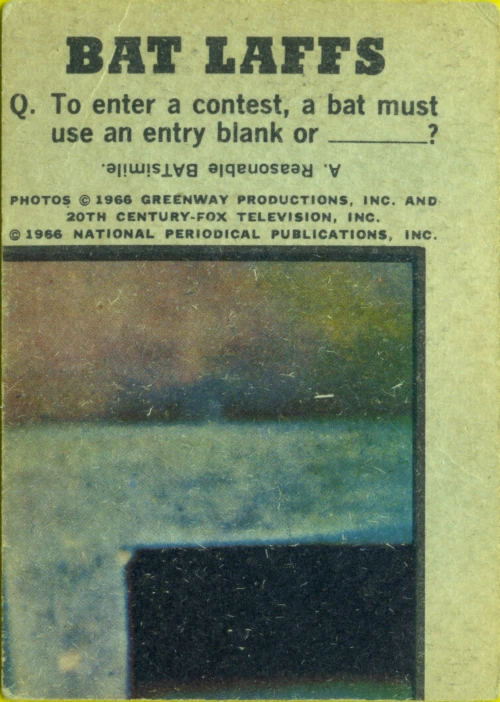 BAT LAFFS
Q. To enter a contest, a bat must
use an entry blank or ________?
A. Reasonable BATsimile.
PHOTOS © 1966 GREENWAY PRODUCTIONS, INC. AND
20TH CENTURY-FOX TELEVISION, INC.
© 1966 NATIONAL PERIODICAL PUBLICATIONS, INC.